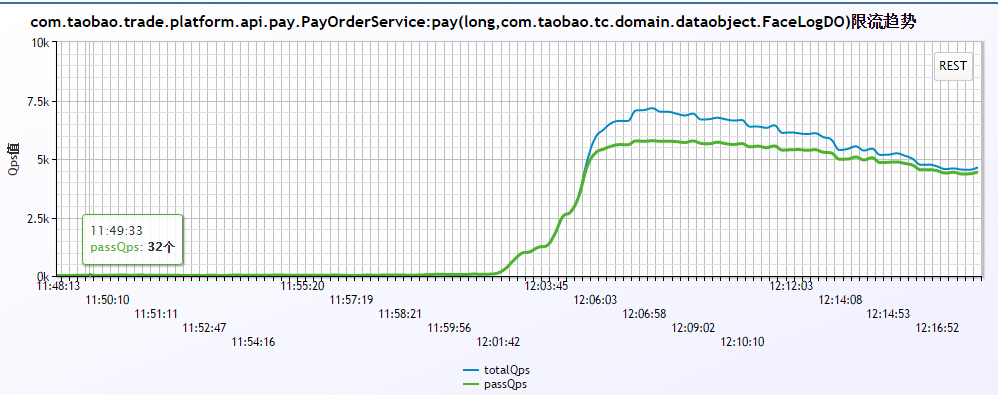 com.taobao.trade.platform.api.pay.PayOrderService:pay(long,com.taobao.tc.domain.dataobject.FaceLogDO)限流趋势
10k
REST
7.5k
Qps值
5k
2.5k
11:49:33
passQps: 32个
0k
11:48:13 11:55:20 12:03:45 12:12:03
11:50:10 11:57:19 12:06:03 12:14:08
11:51:11 11:58:21 12:06:58 12:14:53
11:52:47 11:59:56 12:09:02 12:16:52
11:54:16 12:01:42 12:10:10
totalQps
passQps